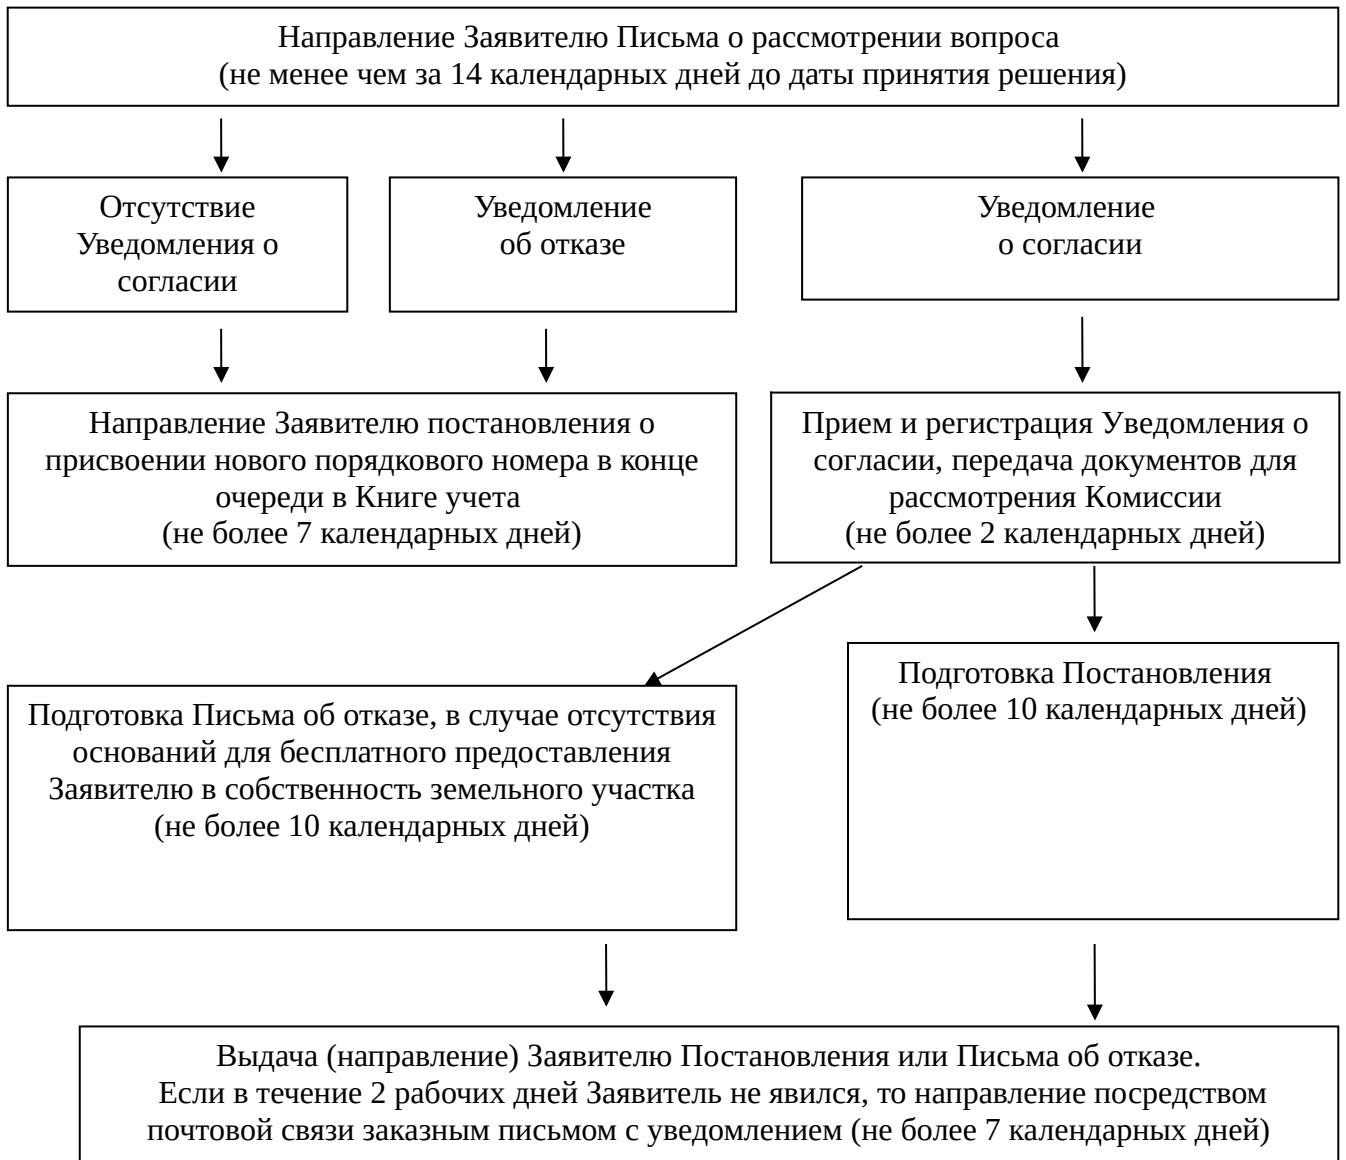 Направление Заявителю Письма о рассмотрении вопроса
(не менее чем за 14 календарных дней до даты принятия решения)
Отсутствие
Уведомления о
согласии
Уведомление
об отказе
Уведомление
о согласии
Направление Заявителю постановления о
присвоении нового порядкового номера в конце
очереди в Книге учета
(не более 7 календарных дней)
Прием и регистрация Уведомления о
согласии, передача документов для
рассмотрения Комиссии
(не более 2 календарных дней)
Подготовка Письма об отказе, в случае отсутствия
оснований для бесплатного предоставления
Заявителю в собственность земельного участка
(не более 10 календарных дней)
Подготовка Постановления
(не более 10 календарных дней)
Выдача (направление) Заявителю Постановления или Письма об отказе.
Если в течение 2 рабочих дней Заявитель не явился, то направление посредством
почтовой связи заказным письмом с уведомлением (не более 7 календарных дней)